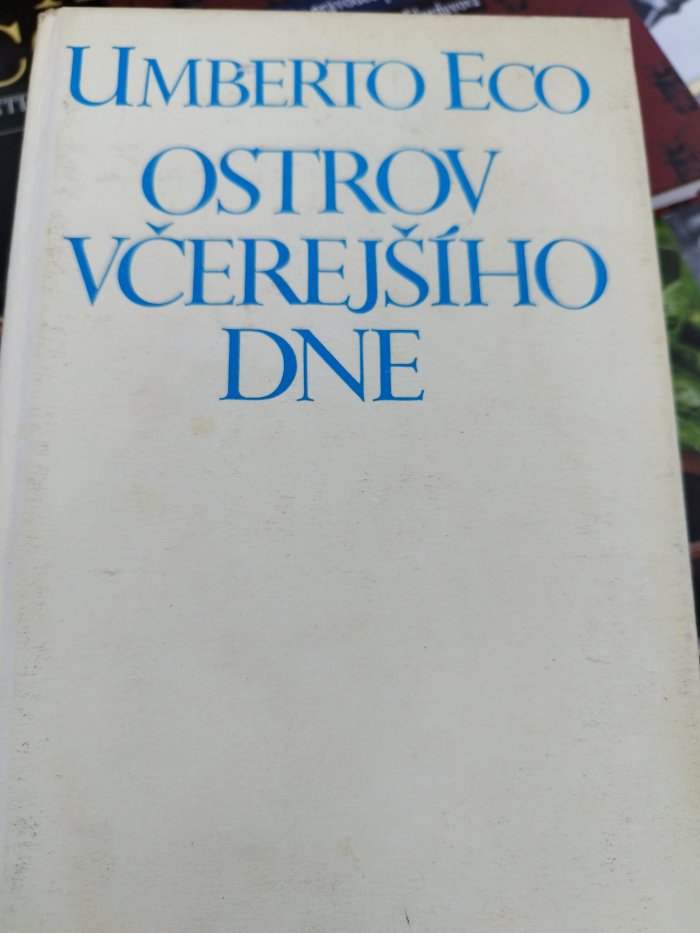 UMBERTO ECO
OSTROV
VČEREJŠÍHO
DNE